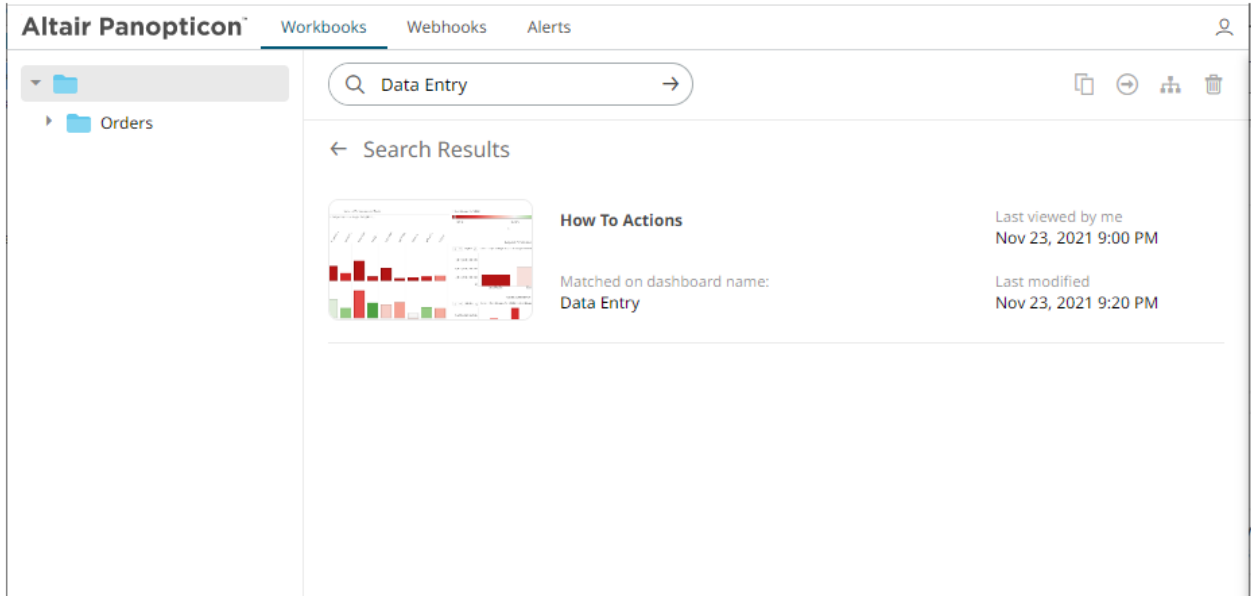 Altair Panopticon™ Workbooks Webhooks Alerts
Data Entry
Orders
Search Results
How To Actions
Last viewed by me
Nov 23, 2021 9:00 PM
Matched on dashboard name:
Data Entry
Last modified
Nov 23, 2021 9:20 PM